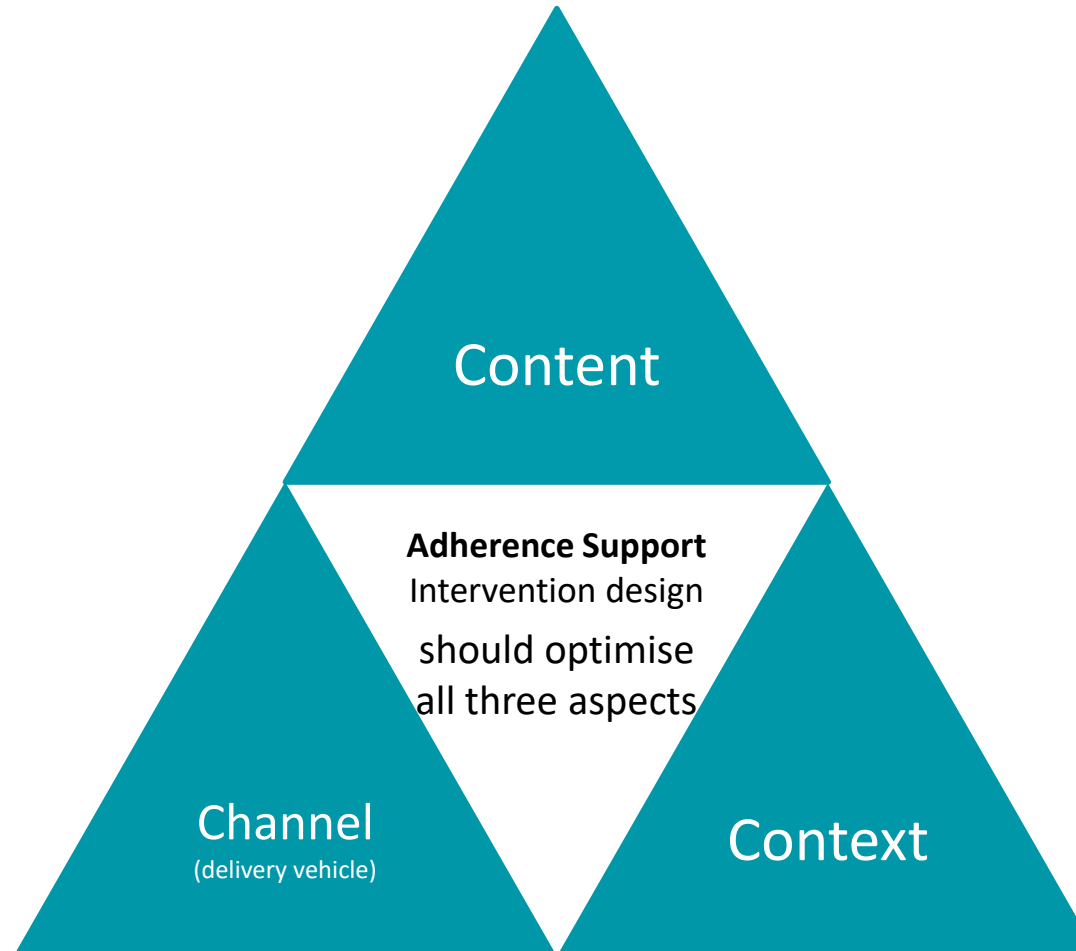 Content
Adherence Support
Intervention design
should optimise
all three aspects
Channel
(delivery vehicle)
Context